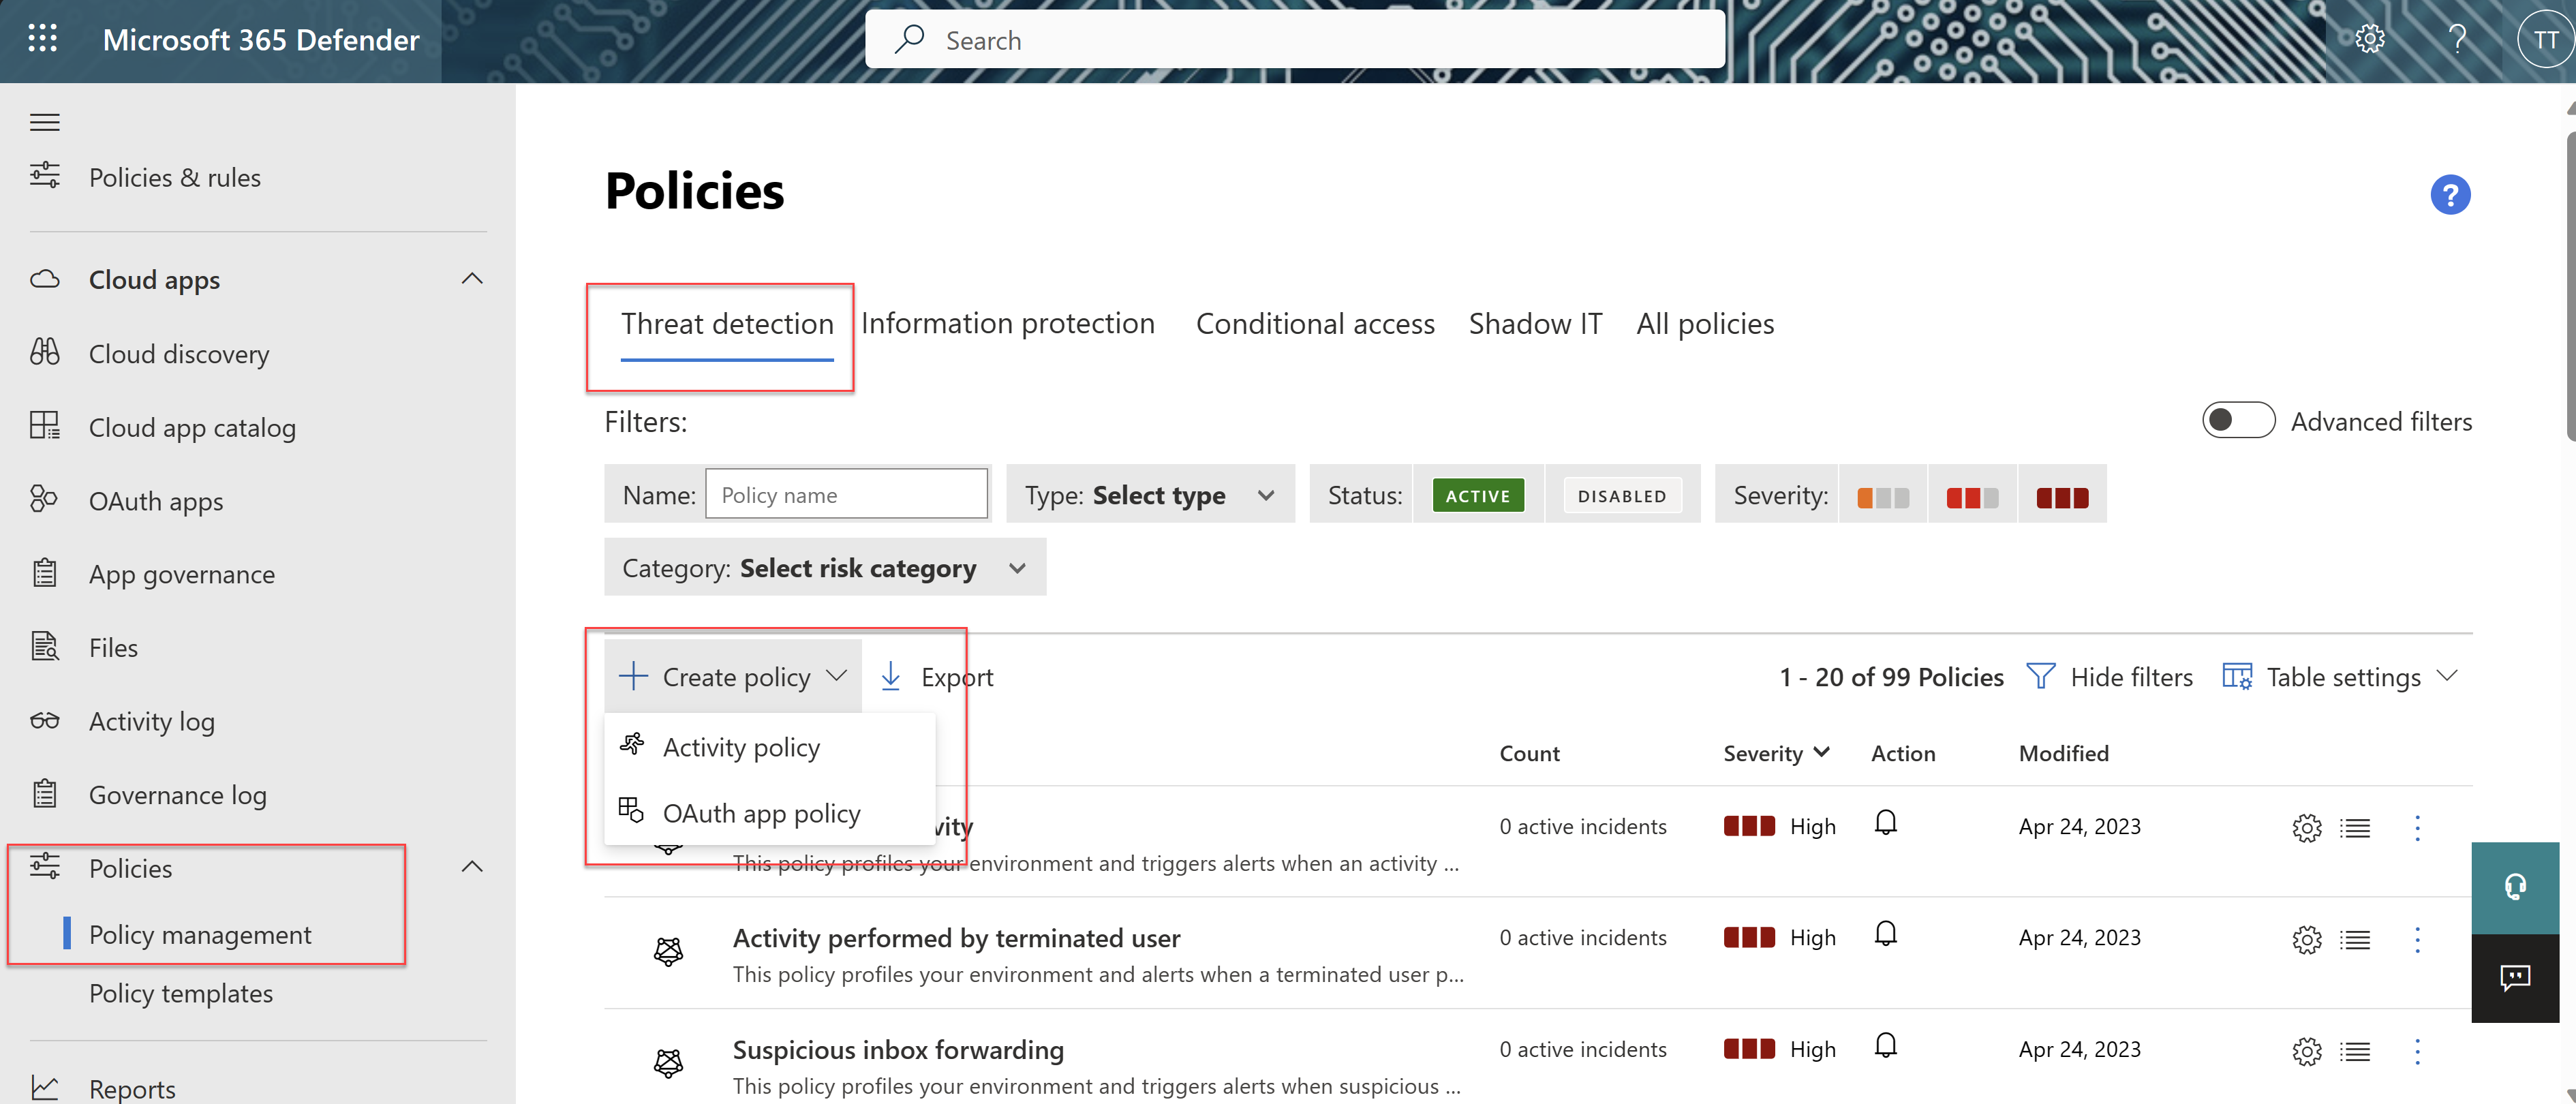 Microsoft 365 Defender
Search
TT
Policies & rules
Cloud apps
Cloud discovery
Cloud app catalog
OAuth apps
App governance
Files
Activity log
Governance log
Policies
Policy management
Policy templates
Reports
Policies
?
Threat detection Information protection Conditional access Shadow IT All policies
Filters:
Advanced filters
Name: Policy name Type: Select type Status: ACTIVE DISABLED Severity:
Category: Select risk category
Create policy Export 1 - 20 of 99 Policies Hide filters Table settings
Activity policy
OAuth app policy
Count Severity Action Modified
vity 0 active incidents High Apr 24, 2023
This policy profiles your environment and triggers alerts when an activity ...
Activity performed by terminated user 0 active incidents High Apr 24, 2023
This policy profiles your environment and alerts when a terminated user p...
Suspicious inbox forwarding 0 active incidents High Apr 24, 2023
This policy profiles your environment and triggers alerts when suspicious ...